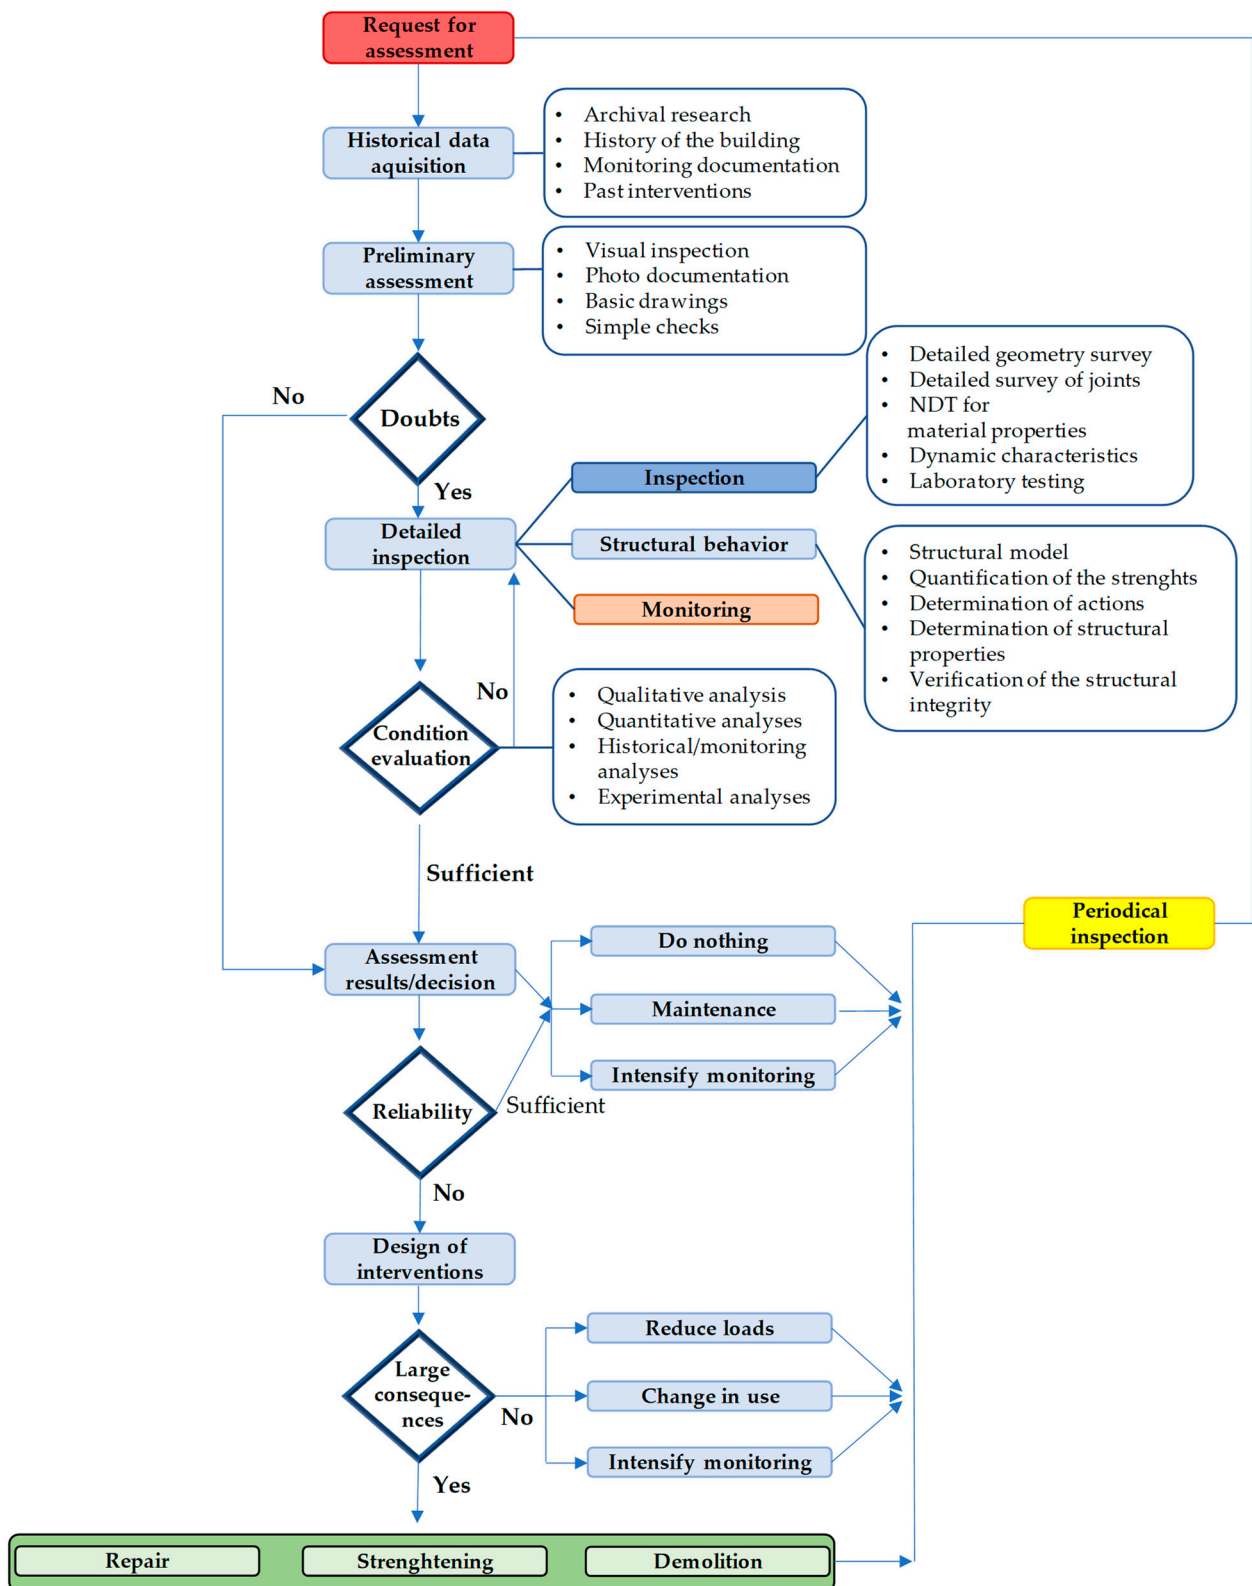 Request for
assessment
Historical data
aquisition
• Archival research
• History of the building
• Monitoring documentation
• Past interventions
Preliminary
assessment
• Visual inspection
• Photo documentation
• Basic drawings
• Simple checks
No
Doubts
Yes
• Detailed geometry survey
• Detailed survey of joints
• NDT for
material properties
• Dynamic characteristics
• Laboratory testing
Inspection
Detailed
inspection
Structural behavior
Monitoring
• Structural model
• Quantification of the strenghts
• Determination of actions
• Determination of structural
properties
• Verification of the structural
integrity
No
Condition
evaluation
• Qualitative analysis
• Quantitative analyses
• Historical/monitoring
analyses
• Experimental analyses
Sufficient
Periodical
inspection
Assessment
results/decision
Do nothing
Maintenance
Intensify monitoring
Reliability
Sufficient
No
Design of
interventions
Large
conseque-
nces
No
Reduce loads
Change in use
Intensify monitoring
Yes
Repair
Strenghtening
Demolition